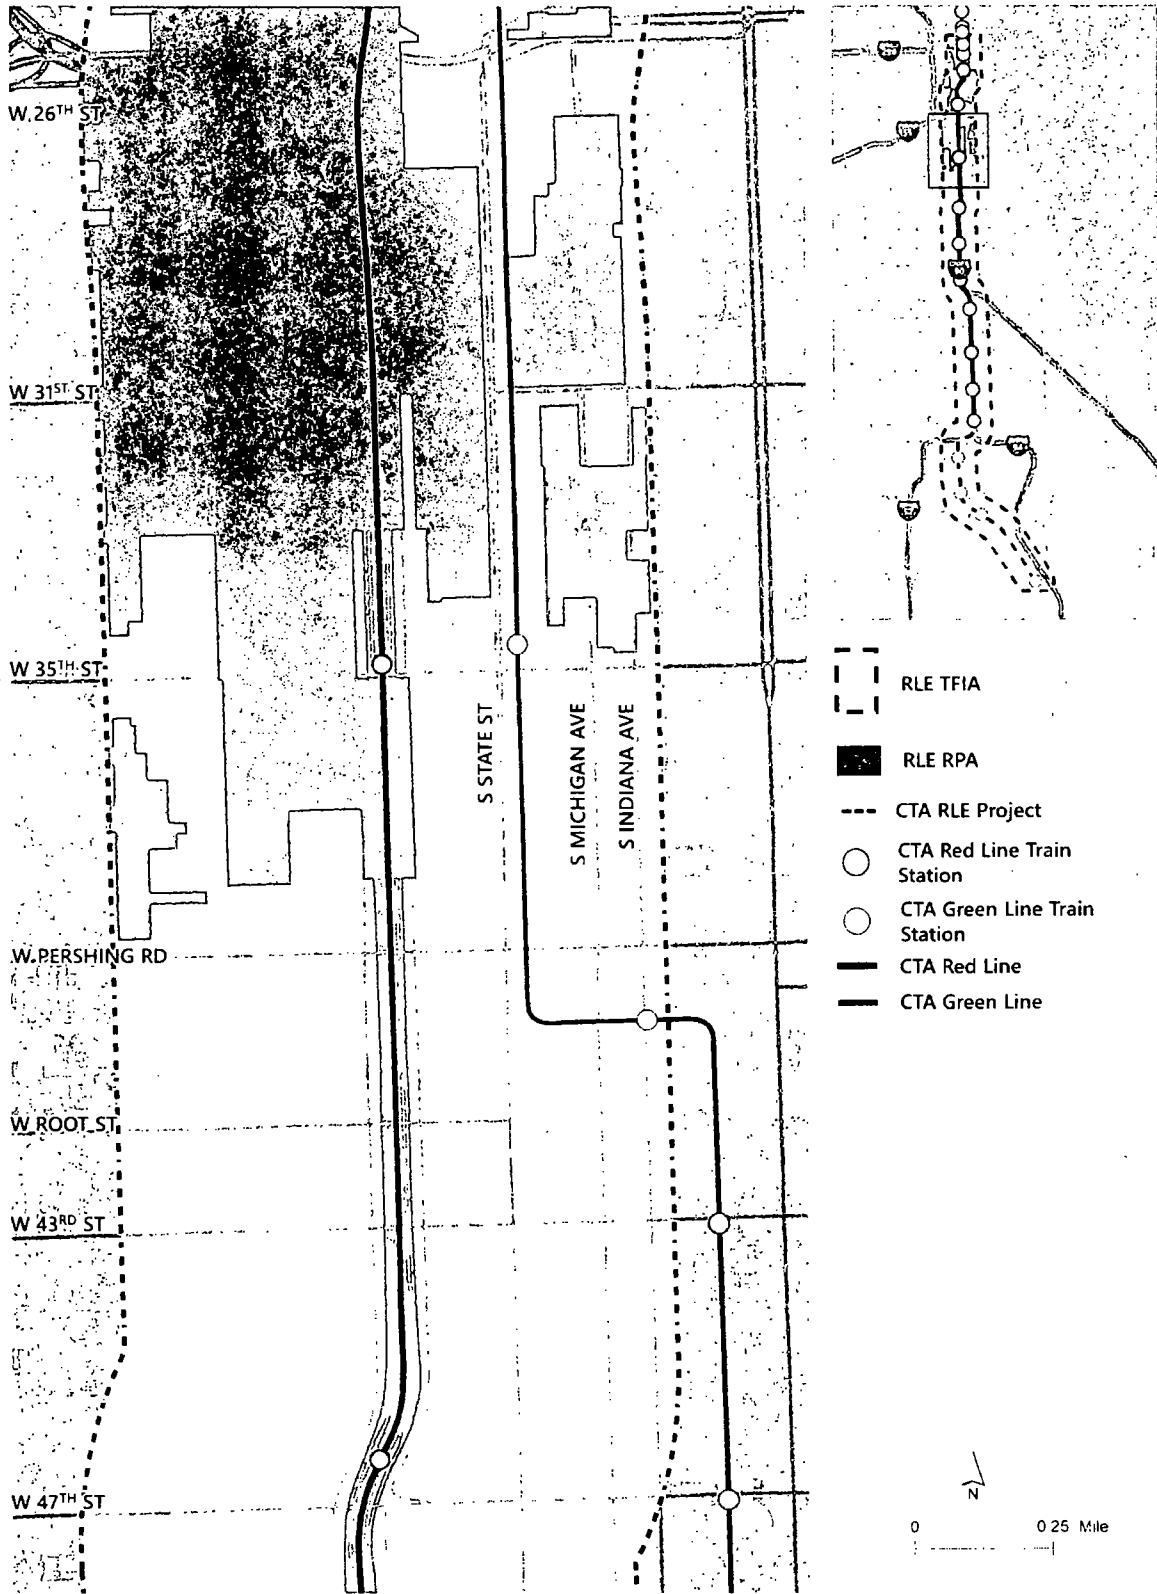 W. 26TH ST
W 31ST ST
W 35TH ST
S STATE ST
S MICHIGAN AVE
S INDIANA AVE
W. PERSHING RD
W ROOT ST
W 43RD ST
W 47TH ST
RLE TFIA
RLE RPA
CTA RLE Project
CTA Red Line Train
Station
CTA Green Line Train
Station
CTA Red Line
CTA Green Line
N
0 0 25 Mile